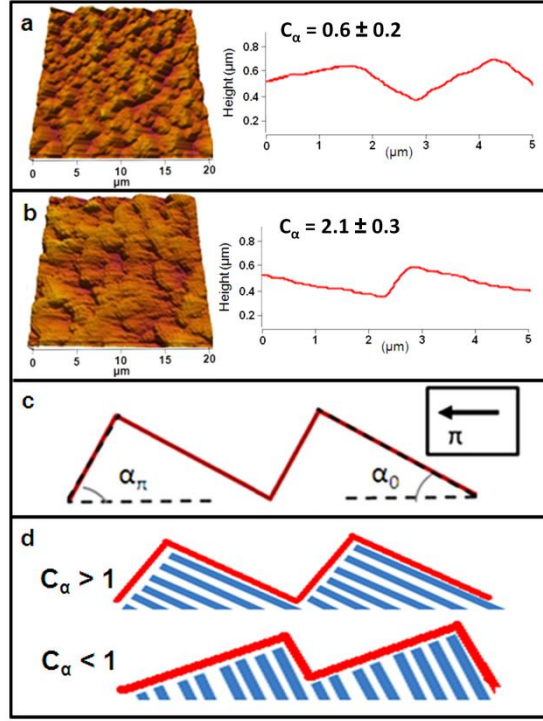 a
C_α = 0.6 ± 0.2
Height (µm)
0.8
0.6
0.4
0.2
0 1 2 3 4 5
(µm)
0 5 10 15 20
µm
b
C_α = 2.1 ± 0.3
Height (µm)
0.8
0.6
0.4
0.2
0 1 2 3 4 5
(µm)
0 5 10 15 20
µm
c
π
α_π
α_0
d
C_α > 1
C_α < 1